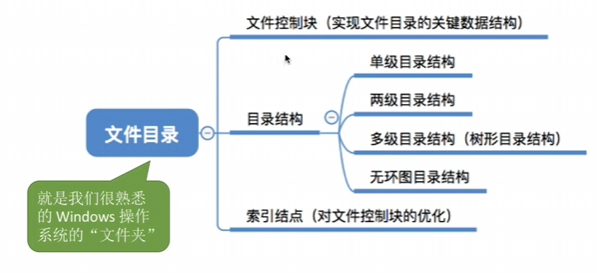 文件控制块（实现文件目录的关键数据结构）
单级目录结构
两级目录结构
目录结构
文件目录
多级目录结构（树形目录结构）
无环图目录结构
就是我们很熟悉
的 Windows 操作
系统的“文件夹”
索引结点（对文件控制块的优化）